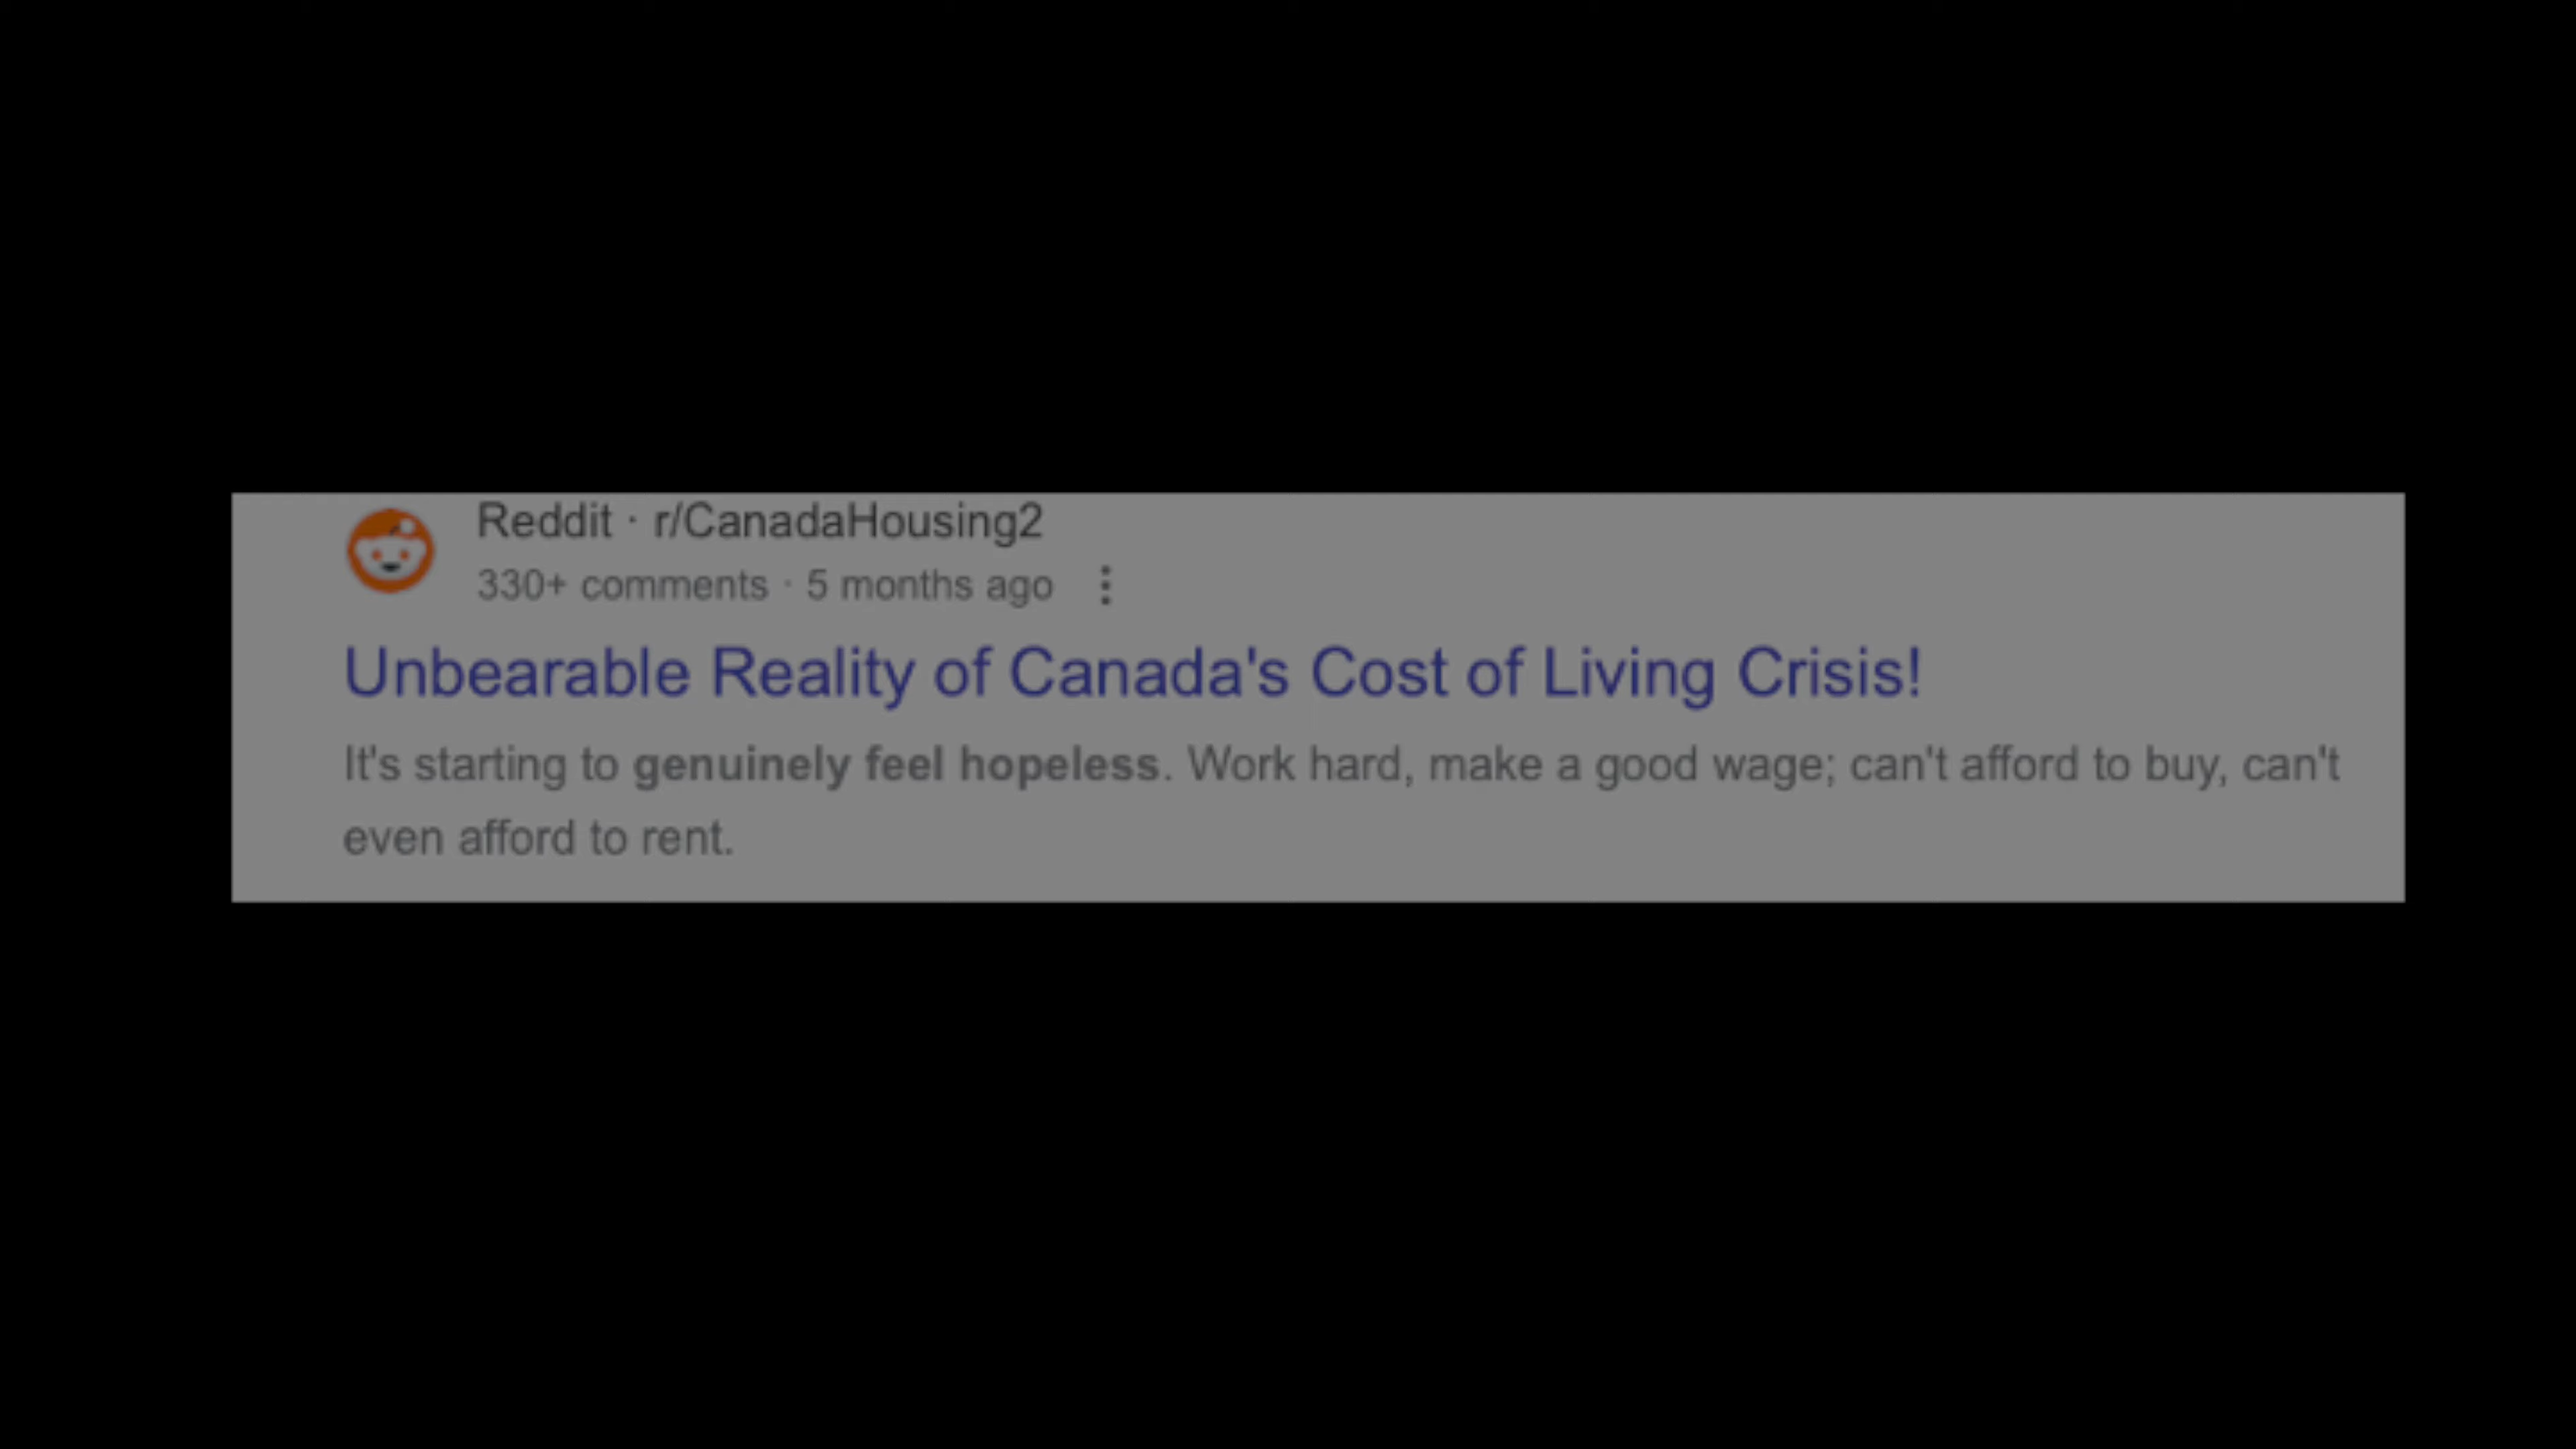 Reddit · r/CanadaHousing2
330+ comments · 5 months ago
Unbearable Reality of Canada's Cost of Living Crisis!
It's starting to genuinely feel hopeless. Work hard, make a good wage; can't afford to buy, can't
even afford to rent.